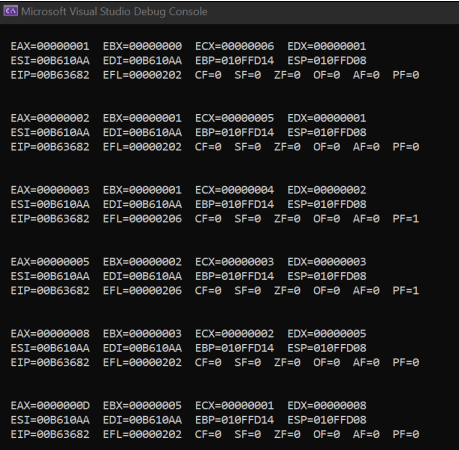 Microsoft Visual Studio Debug Console
EAX=00000001 EBX=00000000 ECX=00000006 EDX=00000001
ESI=00B610AA EDI=00B610AA EBP=010FFD14 ESP=010FFD08
EIP=00B63682 EFL=00000202 CF=0 SF=0 ZF=0 OF=0 AF=0 PF=0
EAX=00000002 EBX=00000001 ECX=00000005 EDX=00000001
ESI=00B610AA EDI=00B610AA EBP=010FFD14 ESP=010FFD08
EIP=00B63682 EFL=00000202 CF=0 SF=0 ZF=0 OF=0 AF=0 PF=0
EAX=00000003 EBX=00000001 ECX=00000004 EDX=00000002
ESI=00B610AA EDI=00B610AA EBP=010FFD14 ESP=010FFD08
EIP=00B63682 EFL=00000206 CF=0 SF=0 ZF=0 OF=0 AF=0 PF=1
EAX=00000005 EBX=00000002 ECX=00000003 EDX=00000003
ESI=00B610AA EDI=00B610AA EBP=010FFD14 ESP=010FFD08
EIP=00B63682 EFL=00000206 CF=0 SF=0 ZF=0 OF=0 AF=0 PF=1
EAX=00000008 EBX=00000003 ECX=00000002 EDX=00000005
ESI=00B610AA EDI=00B610AA EBP=010FFD14 ESP=010FFD08
EIP=00B63682 EFL=00000202 CF=0 SF=0 ZF=0 OF=0 AF=0 PF=0
EAX=0000000D EBX=00000005 ECX=00000001 EDX=00000008
ESI=00B610AA EDI=00B610AA EBP=010FFD14 ESP=010FFD08
EIP=00B63682 EFL=00000202 CF=0 SF=0 ZF=0 OF=0 AF=0 PF=0